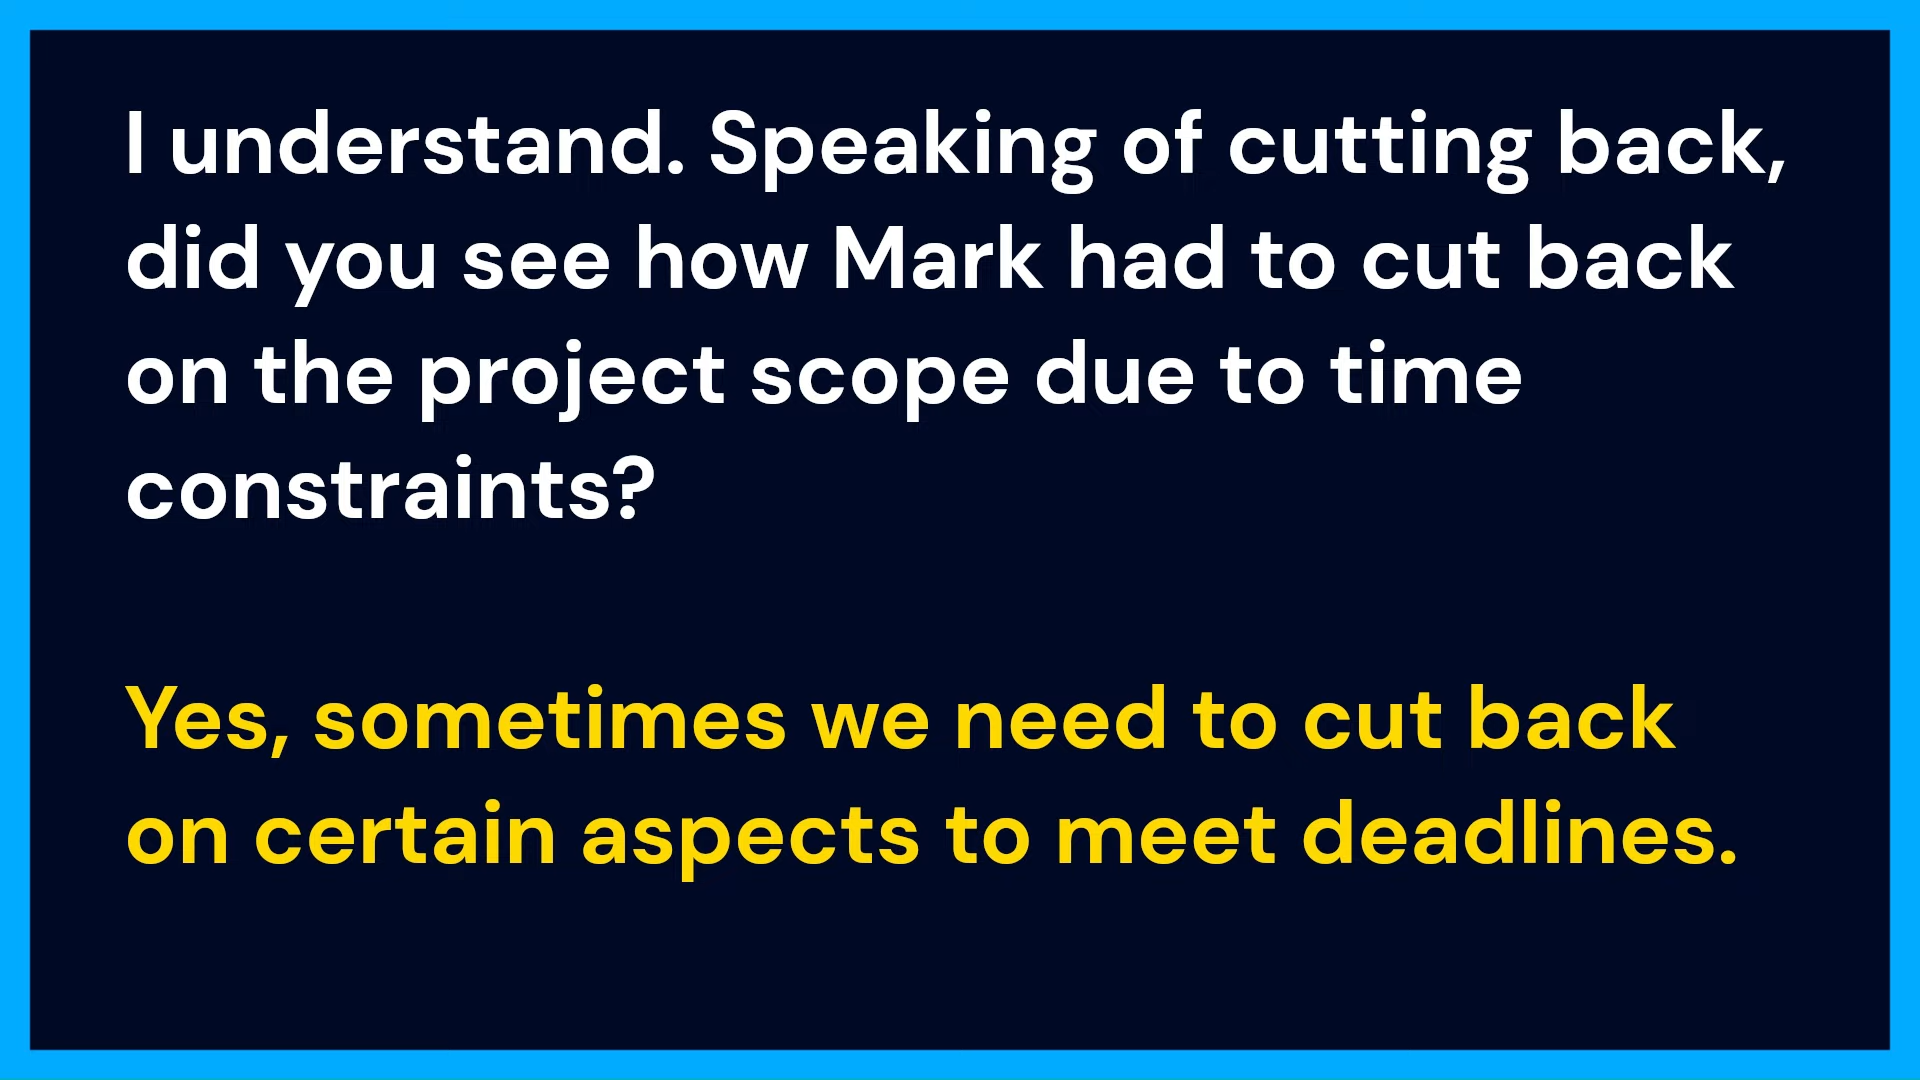 I understand. Speaking of cutting back,
did you see how Mark had to cut back
on the project scope due to time
constraints?
Yes, sometimes we need to cut back
on certain aspects to meet deadlines.